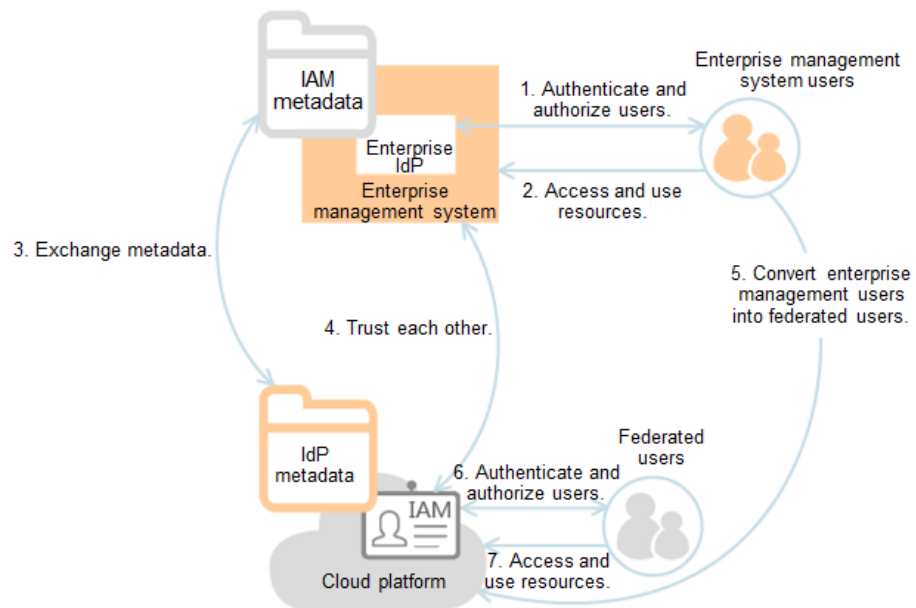 IAM
metadata
Enterprise management
system users
1. Authenticate and
authorize users.
Enterprise
IdP
Enterprise
management system
2. Access and use
resources.
3. Exchange metadata.
5. Convert enterprise
management users
into federated users.
4. Trust each other.
IdP
metadata
Federated
users
6. Authenticate and
authorize users.
IAM
7. Access and
use resources.
Cloud platform